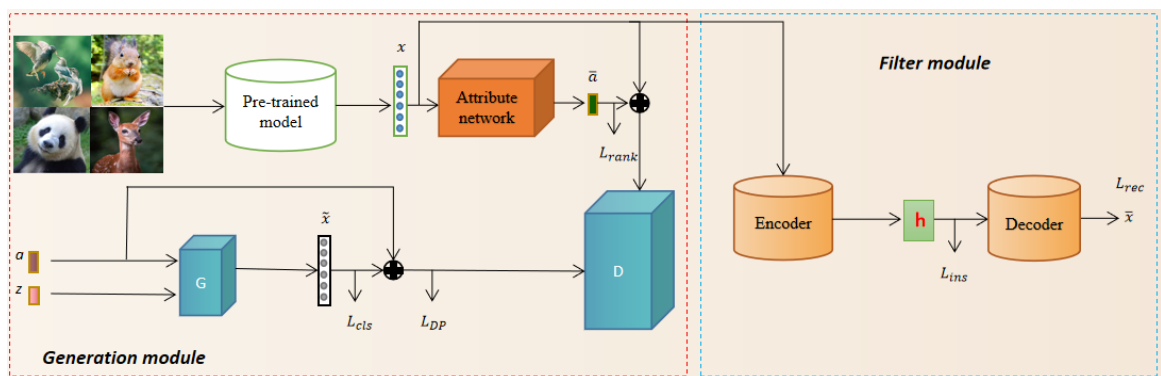 Filter module
x
Pre-trained
model
Attribute
network
ā
L_rank
Encoder
h
Decoder
L_rec
x̄
L_ins
a
z
G
x̃
D
L_cls
L_DP
Generation module